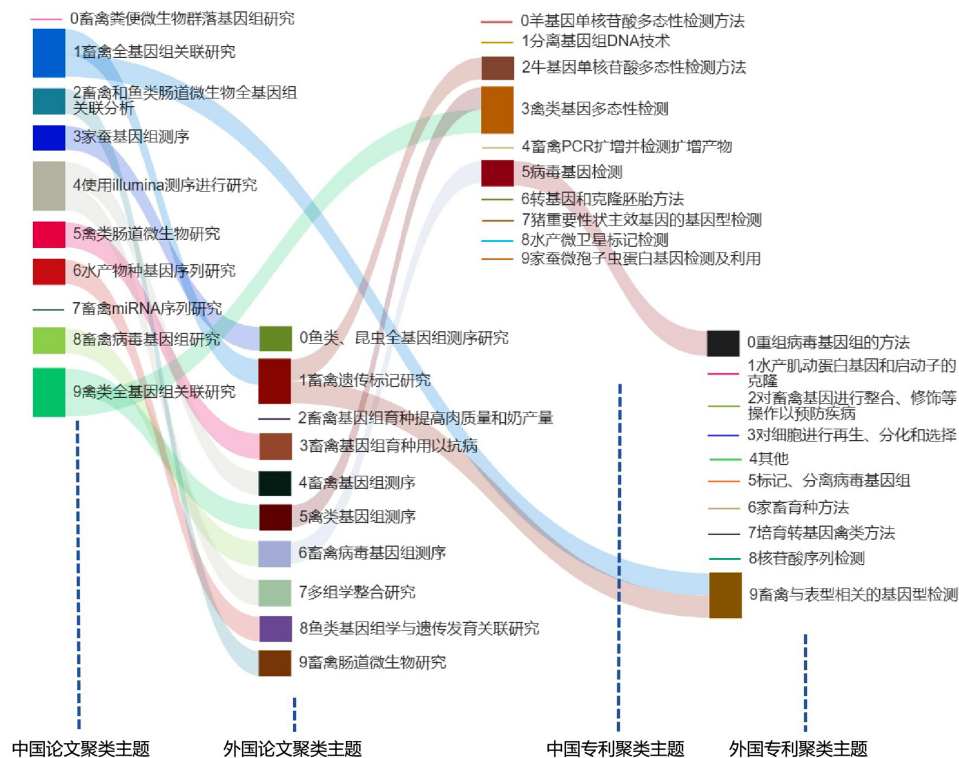 0畜禽粪便微生物群落基因组研究
1畜禽全基因组关联研究
2畜禽和鱼类肠道微生物全基因组
关联分析
3家蚕基因组测序
4使用illumina测序进行研究
5禽类肠道微生物研究
6水产物种基因序列研究
7畜禽miRNA序列研究
8畜禽病毒基因组研究
9禽类全基因组关联研究
0鱼类、昆虫全基因组测序研究
1畜禽遗传标记研究
2畜禽基因组育种提高肉质量和奶产量
3畜禽基因组育种用以抗病
4畜禽基因组测序
5禽类基因组测序
6畜禽病毒基因组测序
7多组学整合研究
8鱼类基因组学与遗传发育关联研究
9畜禽肠道微生物研究
0羊基因单核苷酸多态性检测方法
1分离基因组DNA技术
2牛基因单核苷酸多态性检测方法
3禽类基因多态性检测
4畜禽PCR扩增并检测扩增产物
5病毒基因检测
6转基因和克隆胚胎方法
7猪重要性状主效基因的基因型检测
8水产微卫星标记检测
9家蚕微孢子虫蛋白基因检测及利用
0重组病毒基因组的方法
1水产肌动蛋白基因和启动子的
克隆
2对畜禽基因进行整合、修饰等
操作以预防疾病
3对细胞进行再生、分化和选择
4其他
5标记、分离病毒基因组
6家畜育种方法
7培育转基因禽类方法
8核苷酸序列检测
9畜禽与表型相关的基因型检测
中国论文聚类主题
外国论文聚类主题
中国专利聚类主题
外国专利聚类主题